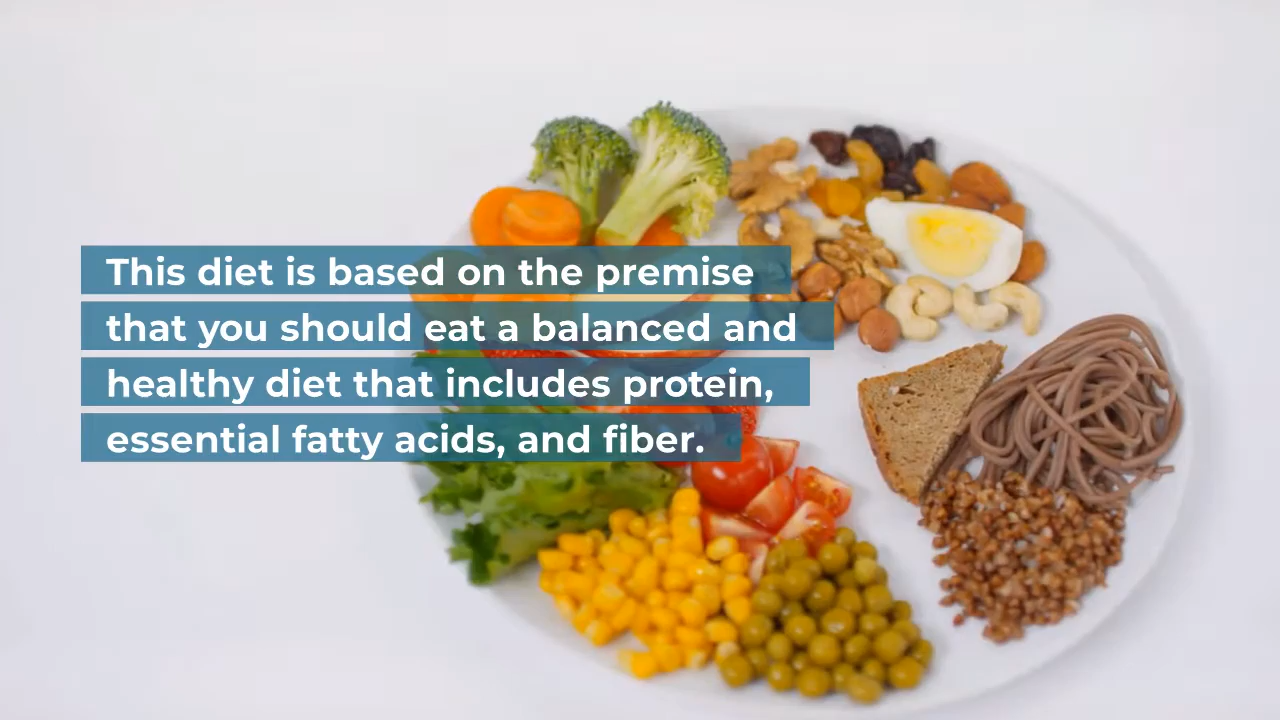 This diet is based on the premise
that you should eat a balanced and
healthy diet that includes protein,
essential fatty acids, and fiber.